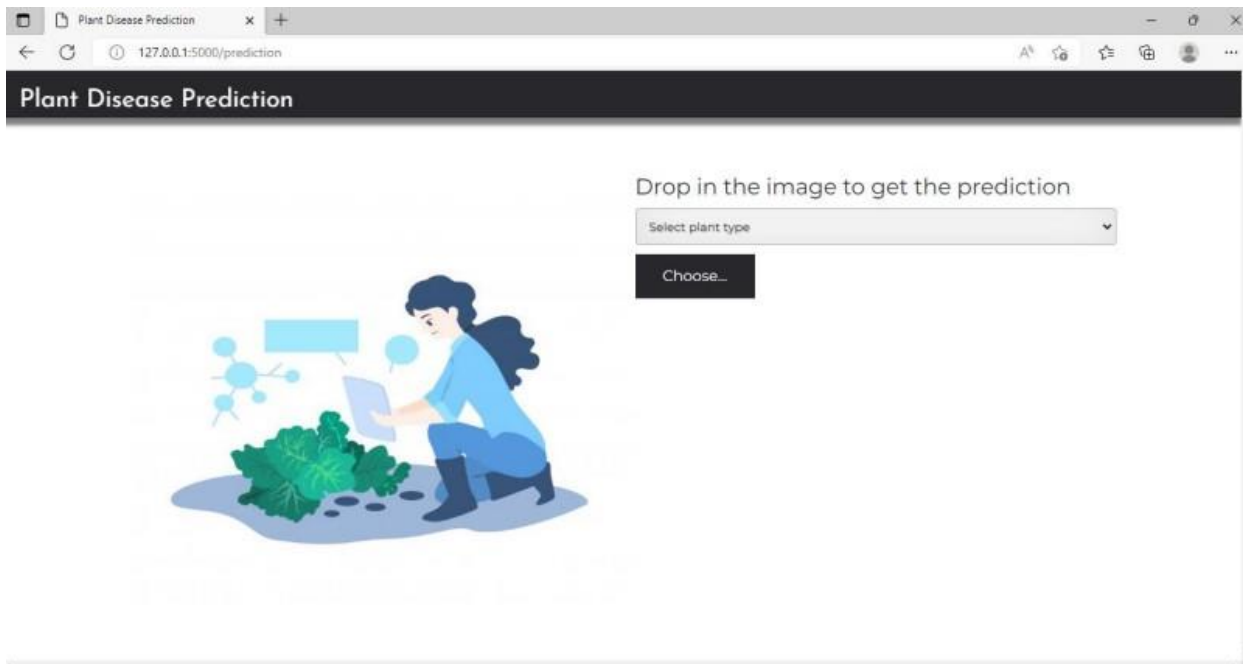 Plant Disease Prediction
127.0.0.1:5000/prediction
Plant Disease Prediction
Drop in the image to get the prediction
Select plant type
Choose...